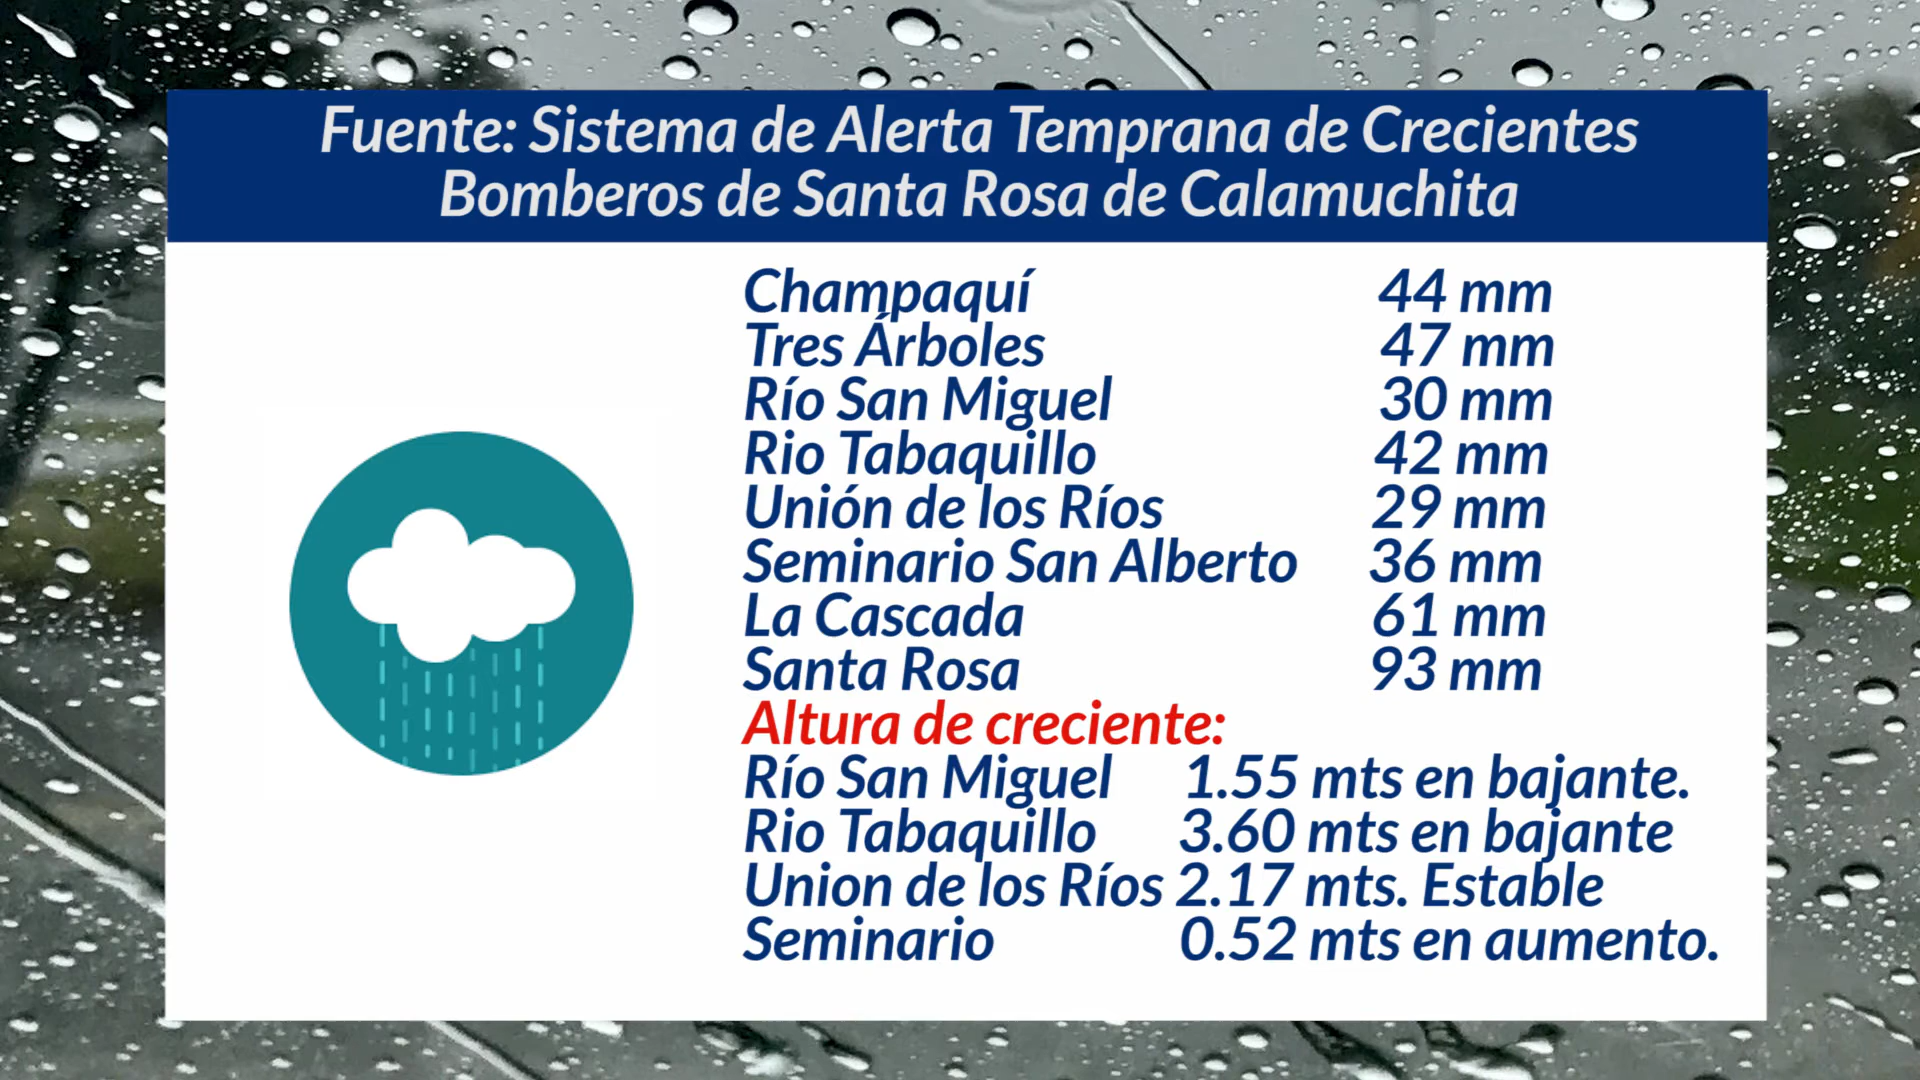 Fuente: Sistema de Alerta Temprana de Crecientes
Bomberos de Santa Rosa de Calamuchita
Champaquí 44 mm
Tres Árboles 47 mm
Río San Miguel 30 mm
Rio Tabaquillo 42 mm
Unión de los Ríos 29 mm
Seminario San Alberto 36 mm
La Cascada 61 mm
Santa Rosa 93 mm
Altura de creciente:
Río San Miguel 1.55 mts en bajante.
Rio Tabaquillo 3.60 mts en bajante
Union de los Ríos 2.17 mts. Estable
Seminario 0.52 mts en aumento.